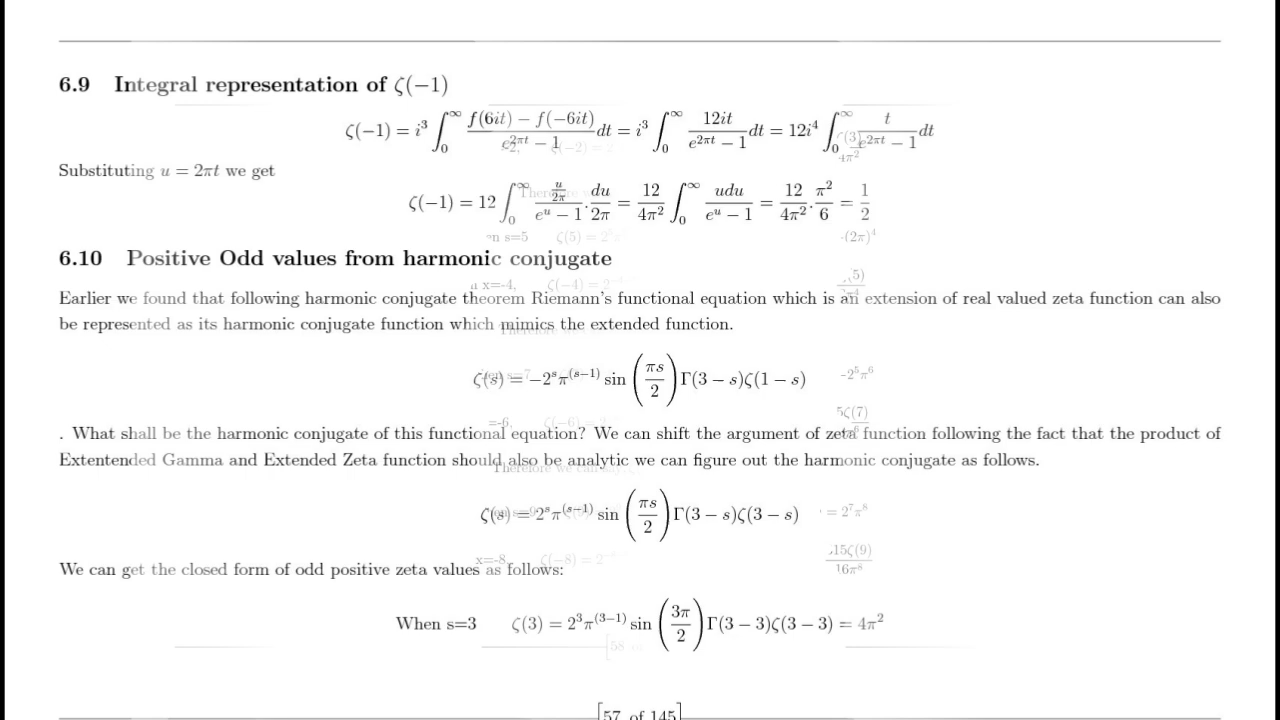 6.9 Integral representation of ζ(−1)
ζ(−1) = i³ ∫₀^∞ (f(6it) − f(−6it))/(e^{2πt} − 1) dt = i³ ∫₀^∞ 12it/(e^{2πt} − 1) dt = 12i⁴ ∫₀^∞ t/(e^{2πt} − 1) dt
Substituting u = 2πt we get
ζ(−1) = 12 ∫₀^∞ (u/2π)/(e^u − 1) . du/2π = 12/4π² ∫₀^∞ udu/(e^u − 1) = 12/4π² . π²/6 = 1/2
6.10 Positive Odd values from harmonic conjugate
Earlier we found that following harmonic conjugate theorem Riemann's functional equation which is an extension of real valued zeta function can also
be represented as its harmonic conjugate function which mimics the extended function.
ζ(s) = −2^s π^{(s−1)} sin(πs/2) Γ(3 − s)ζ(1 − s)
. What shall be the harmonic conjugate of this functional equation? We can shift the argument of zeta function following the fact that the product of
Extentended Gamma and Extended Zeta function should also be analytic we can figure out the harmonic conjugate as follows.
ζ(s) = 2^s π^{(s−1)} sin(πs/2) Γ(3 − s)ζ(3 − s)
We can get the closed form of odd positive zeta values as follows:
When s=3 ζ(3) = 2³π^{(3−1)} sin(3π/2) Γ(3 − 3)ζ(3 − 3) = 4π²
[57 of 145]